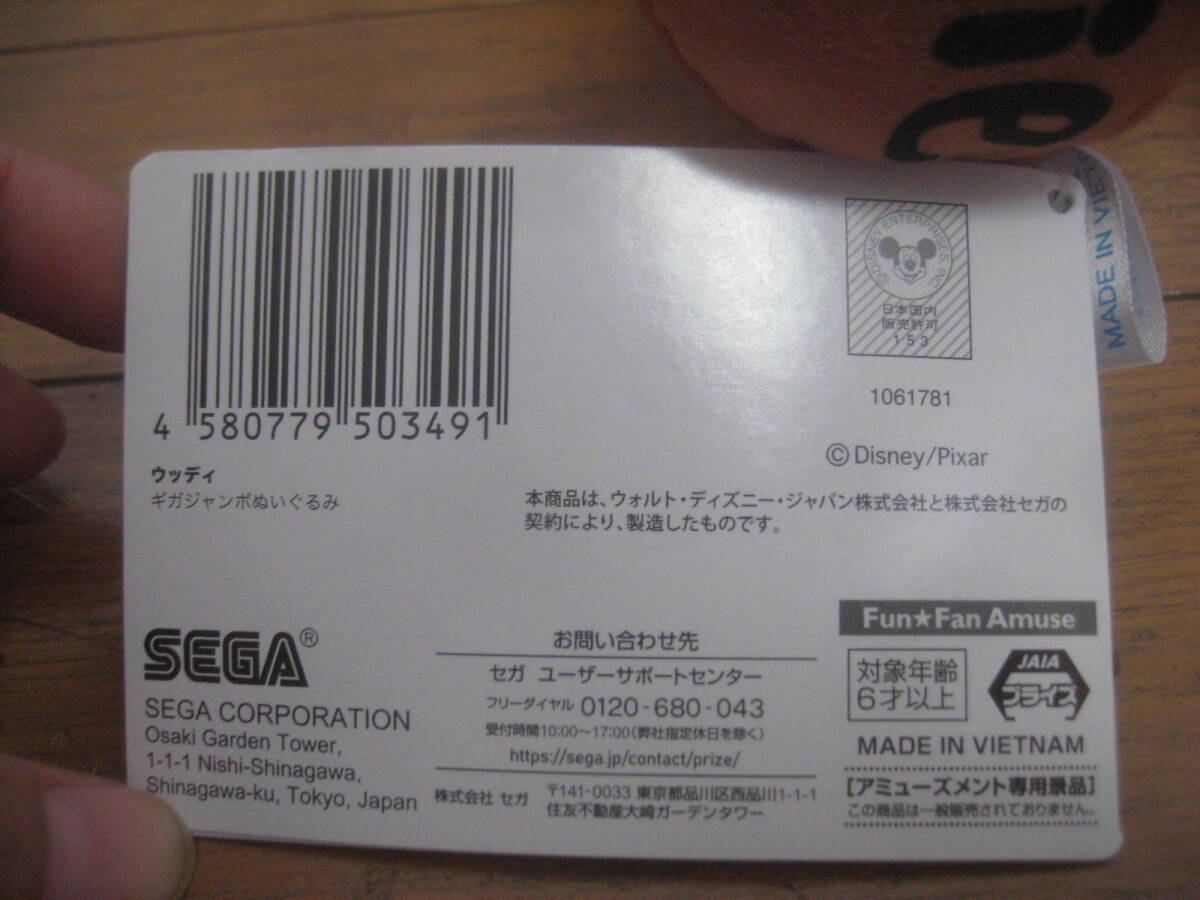 4 580779 503491
ウッディ
ギガジャンボぬいぐるみ
©DISNEY ENTERPRISES, INC
日本国内
販売許可
153
1061781
©Disney/Pixar
本商品は、ウォルト・ディズニー・ジャパン株式会社と株式会社セガの
契約により、製造したものです。
SEGA®
SEGA CORPORATION
Osaki Garden Tower,
1-1-1 Nishi-Shinagawa,
Shinagawa-ku, Tokyo, Japan
お問い合わせ先
セガ ユーザーサポートセンター
フリーダイヤル 0120-680-043
受付時間10:00~17:00(弊社指定休日を除く)
https://sega.jp/contact/prize/
株式会社 セガ 〒141-0033 東京都品川区西品川1-1-1
住友不動産大崎ガーデンタワー
Fun★Fan Amuse
対象年齢
6才以上
JAIA
プライズ
MADE IN VIETNAM
[アミューズメント専用景品]
この商品は一般販売されておりません。
MADE IN VIET